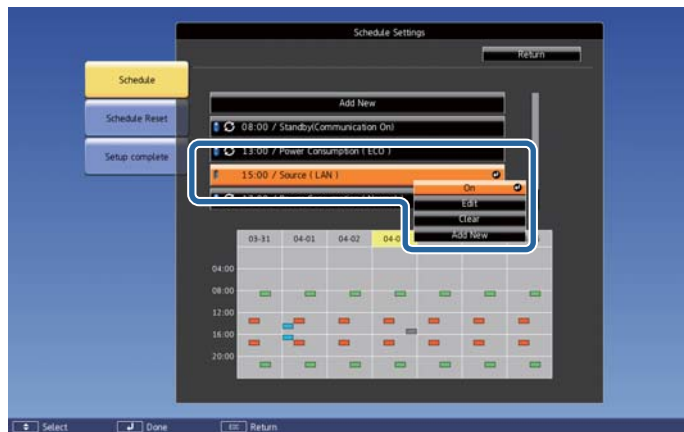 Schedule Settings
Return
Schedule
Schedule Reset
Setup complete
Add New
08:00 / Standby(Communication On)
13:00 / Power Consumption ( ECO )
15:00 / Source ( LAN )
On
Edit
Clear
Add New
03-31 04-01 04-02
04:00
08:00
12:00
16:00
20:00
Select Done Esc Return